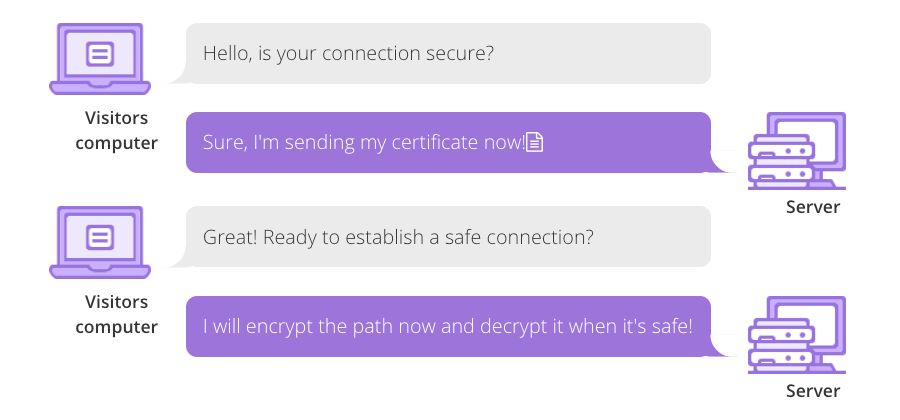 Hello, is your connection secure?
Visitors
computer
Sure, I'm sending my certificate now!
Server
Great! Ready to establish a safe connection?
Visitors
computer
I will encrypt the path now and decrypt it when it's safe!
Server